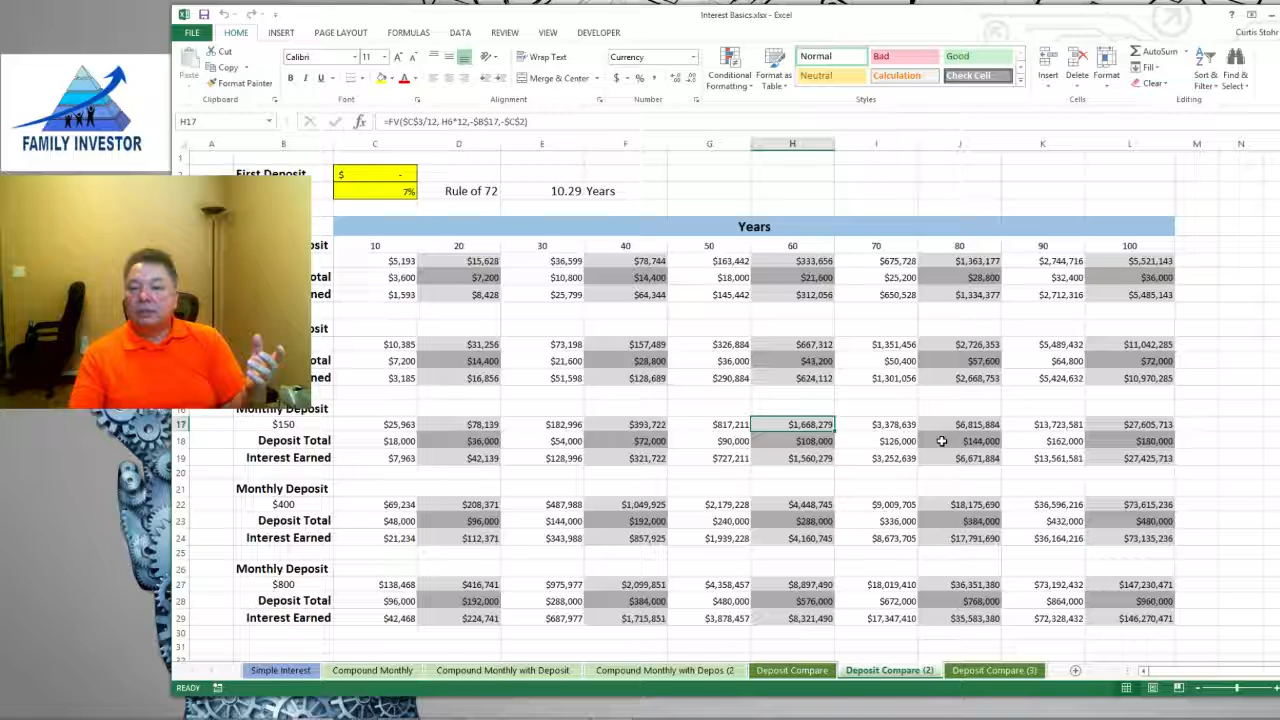 Interest Basics.xlsx - Excel
FILE HOME INSERT PAGE LAYOUT FORMULAS DATA REVIEW VIEW DEVELOPER Curtis Stohr
Cut Calibri 11 Wrap Text Currency Normal Bad Good AutoSum
Copy Fill
Paste Format Painter B I U Merge & Center $ % Conditional Formatting Format as Table Neutral Calculation Check Cell Insert Delete Format Clear Sort & Filter Find & Select
Clipboard Font Alignment Number Styles Cells Editing
H17 fx =FV($C$3/12, H6*12,-$B$17,-$C$2)
FAMILY INVESTOR
A B C D E F G H I J K L M N
1
First Deposit $ -
7% Rule of 72 10.29 Years
Years
osit 10 20 30 40 50 60 70 80 90 100
$5,193 $15,628 $36,599 $78,744 $163,442 $333,656 $675,728 $1,363,177 $2,744,716 $5,521,143
tal $3,600 $7,200 $10,800 $14,400 $18,000 $21,600 $25,200 $28,800 $32,400 $36,000
ned $1,593 $8,428 $25,799 $64,344 $145,442 $312,056 $650,528 $1,334,377 $2,712,316 $5,485,143
osit
$10,385 $31,256 $73,198 $157,489 $326,884 $667,312 $1,351,456 $2,726,353 $5,489,432 $11,042,285
tal $7,200 $14,400 $21,600 $28,800 $36,000 $43,200 $50,400 $57,600 $64,800 $72,000
ned $3,185 $16,856 $51,598 $128,689 $290,884 $624,112 $1,301,056 $2,668,753 $5,424,632 $10,970,285
16 Monthly Deposit
17 $150 $25,963 $78,139 $182,996 $393,722 $817,211 $1,668,279 $3,378,639 $6,815,884 $13,723,581 $27,605,713
18 Deposit Total $18,000 $36,000 $54,000 $72,000 $90,000 $108,000 $126,000 $144,000 $162,000 $180,000
19 Interest Earned $7,963 $42,139 $128,996 $321,722 $727,211 $1,560,279 $3,252,639 $6,671,884 $13,561,581 $27,425,713
20
21 Monthly Deposit
22 $400 $69,234 $208,371 $487,988 $1,049,925 $2,179,228 $4,448,745 $9,009,705 $18,175,690 $36,596,216 $73,615,236
23 Deposit Total $48,000 $96,000 $144,000 $192,000 $240,000 $288,000 $336,000 $384,000 $432,000 $480,000
24 Interest Earned $21,234 $112,371 $343,988 $857,925 $1,939,228 $4,160,745 $8,673,705 $17,791,690 $36,164,216 $73,135,236
25
26 Monthly Deposit
27 $800 $138,468 $416,741 $975,977 $2,099,851 $4,358,457 $8,897,490 $18,019,410 $36,351,380 $73,192,432 $147,230,471
28 Deposit Total $96,000 $192,000 $288,000 $384,000 $480,000 $576,000 $672,000 $768,000 $864,000 $960,000
29 Interest Earned $42,468 $224,741 $687,977 $1,715,851 $3,878,457 $8,321,490 $17,347,410 $35,583,380 $72,328,432 $146,270,471
30
31
Simple Interest Compound Monthly Compound Monthly with Deposit Compound Monthly with Depos (2 Deposit Compare Deposit Compare (2) Deposit Compare (3)
READY